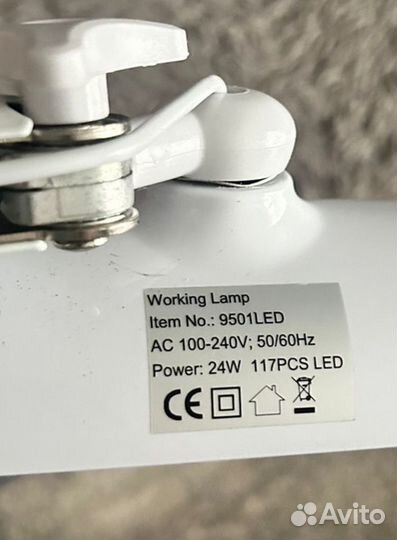 Working Lamp
Item No.: 9501LED
AC 100-240V; 50/60Hz
Power: 24W 117PCS LED
CE
Avito